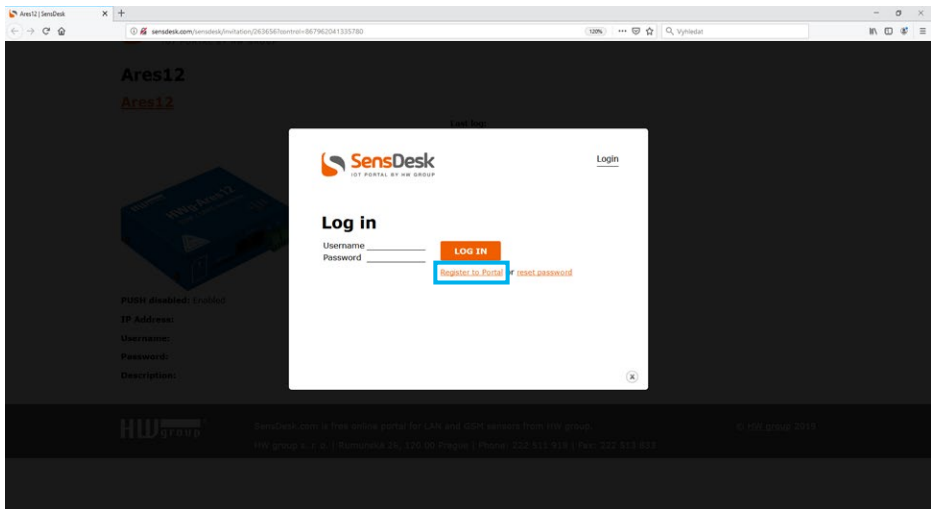 Ares12 | SensDesk
sensdesk.com/sensdesk/invitation/263656?control=867962041335780
120%
Vyhledat
Ares12
Ares12
Last log:
SensDesk
IOT PORTAL BY HW GROUP
Login
Log in
Username
LOG IN
Password
Register to Portal or reset password
PUSH disabled: Enabled
IP Address:
Username:
Password:
Description:
HW group
SensDesk.com is free online portal for LAN and GSM sensors from HW group.
© HW group 2019
HW group s. r. o. | Rumunská 26, 120 00 Prague | Phone: 222 511 918 | Fax: 222 513 833